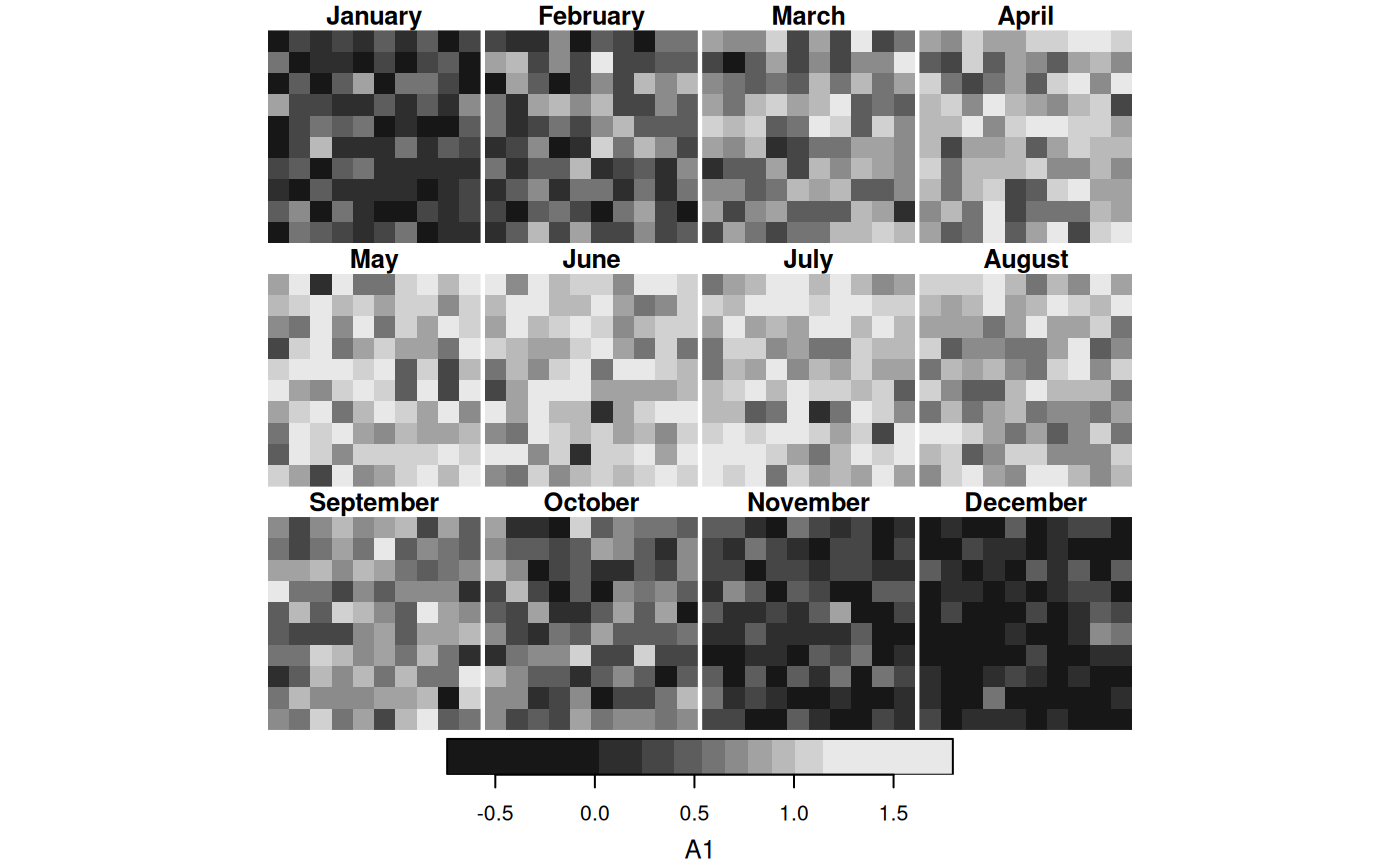 January February March April
May June July August
September October November December
-0.5 0.0 0.5 1.0 1.5
A1